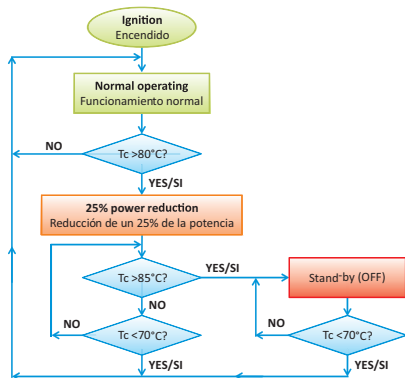 Ignition
Encendido
Normal operating
Funcionamiento normal
NO
Tc >80°C?
YES/SI
25% power reduction
Reducción de un 25% de la potencia
Tc >85°C?
YES/SI
Stand-by (OFF)
NO
NO
Tc <70°C?
NO
Tc <70°C?
YES/SI
YES/SI